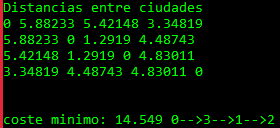 Distancias entre ciudades
0 5.88233 5.42148 3.34819
5.88233 0 1.2919 4.48743
5.42148 1.2919 0 4.83011
3.34819 4.48743 4.83011 0
coste minimo: 14.549 0-->3-->1-->2